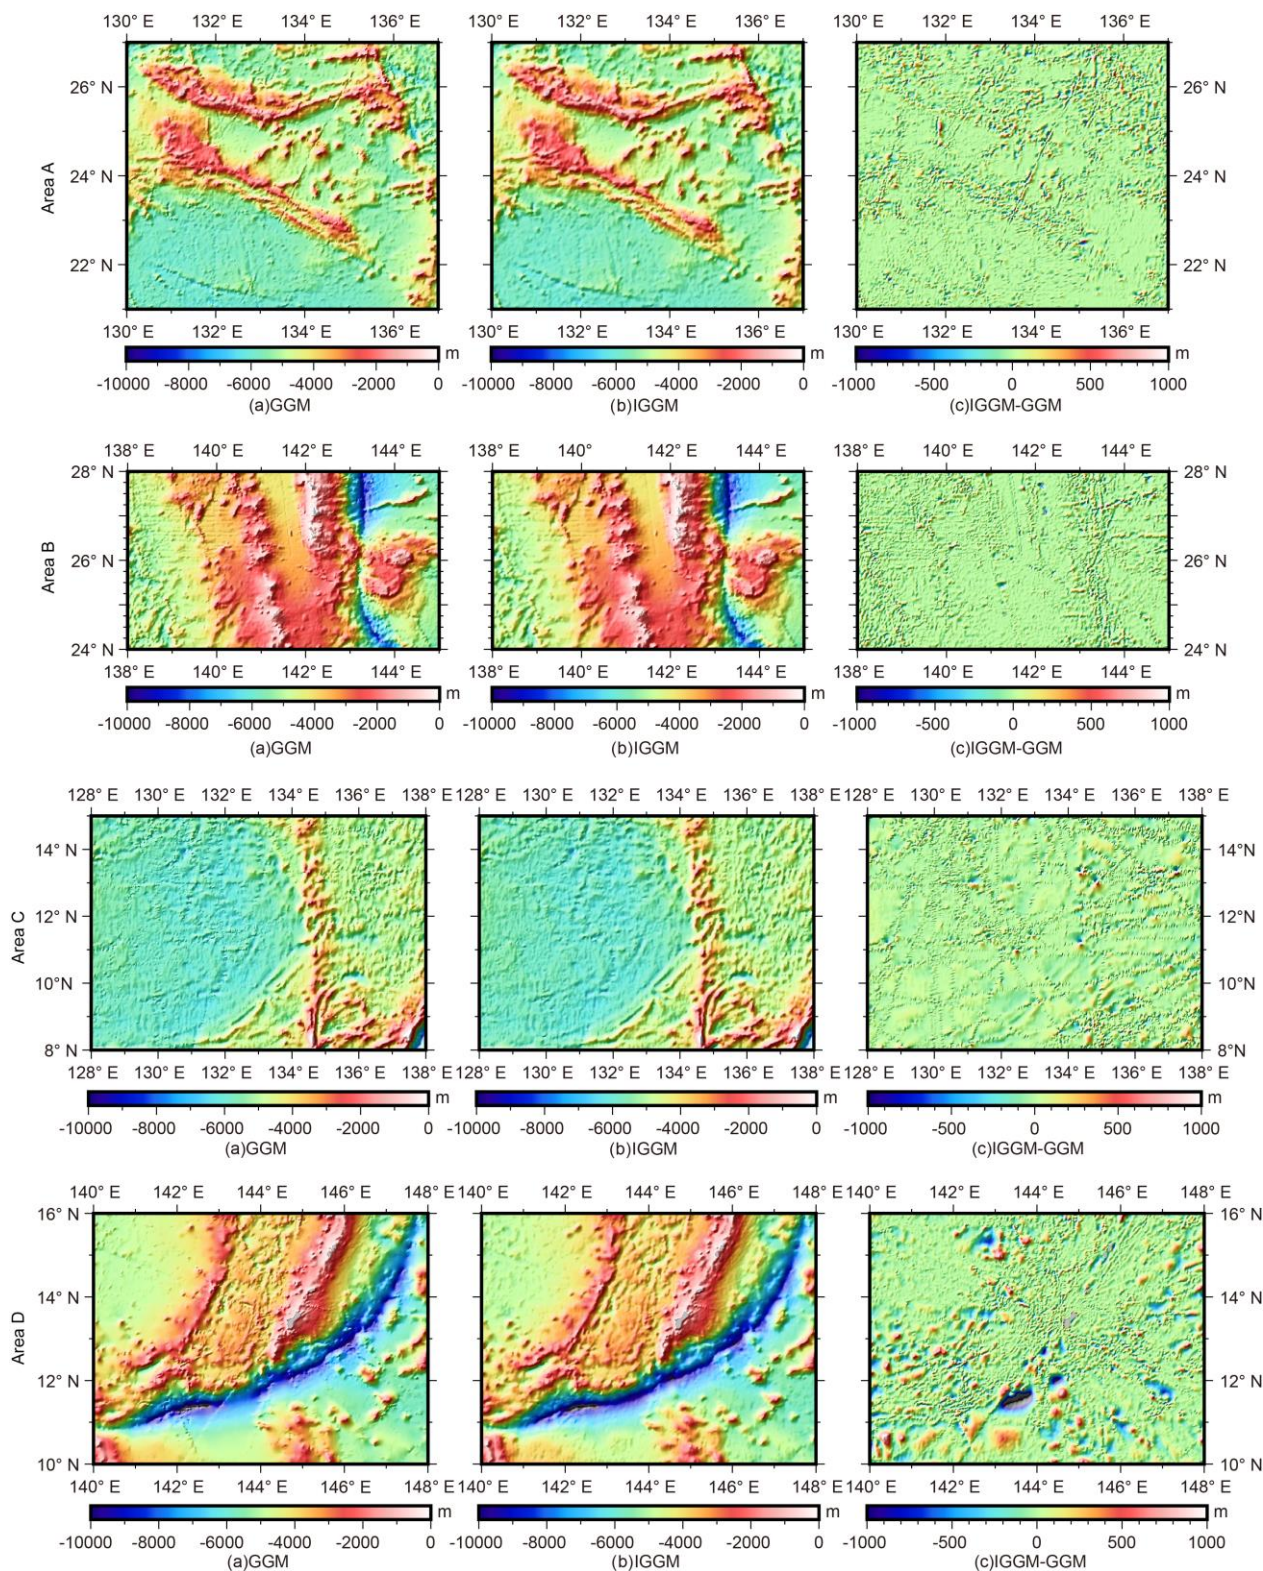 130° E 132° E 134° E 136° E 130° E 132° E 134° E 136° E 130° E 132° E 134° E 136° E
26° N 26° N
Area A
24° N 24° N
22° N 22° N
130° E 132° E 134° E 136° E 130° E 132° E 134° E 136° E 130° E 132° E 134° E 136° E
m m m
-10000 -8000 -6000 -4000 -2000 0 -10000 -8000 -6000 -4000 -2000 0 -1000 -500 0 500 1000
(a)GGM (b)IGGM (c)IGGM-GGM
138° E 140° E 142° E 144° E 138° E 140° 142° E 144° E 138° E 140° E 142° E 144° E
28° N 28° N
Area B
26° N 26° N
24° N 24° N
138° E 140° E 142° E 144° E 138° E 140° E 142° E 144° E 138° E 140° E 142° E 144° E
m m m
-10000 -8000 -6000 -4000 -2000 0 -10000 -8000 -6000 -4000 -2000 0 -1000 -500 0 500 1000
(a)GGM (b)IGGM (c)IGGM-GGM
128° E 130° E 132° E 134° E 136° E 138° E 128° E 130° E 132° E 134° E 136° E 138° E 128° E 130° E 132° E 134° E 136° E 138° E
14° N 14° N
Area C
12° N 12° N
10° N 10° N
8° N 8°N
128° E 130° E 132° E 134° E 136° E 138° E 128° E 130° E 132° E 134° E 136° E 138° E 128° E 130° E 132° E 134° E 136° E 138° E
m m m
-10000 -8000 -6000 -4000 -2000 0 -10000 -8000 -6000 -4000 -2000 0 -1000 -500 0 500 1000
(a)GGM (b)IGGM (c)IGGM-GGM
140° E 142° E 144° E 146° E 148° E 140° E 142° E 144° E 146° E 148° E 140° E 142° E 144° E 146° E 148° E
16° N 16° N
14° N 14° N
Area D
12° N 12° N
10° N 10° N
140° E 142° E 144° E 146° E 148° E 140° E 142° E 144° E 146° E 148° E 140° E 142° E 144° E 146° E 148° E
m m m
-10000 -8000 -6000 -4000 -2000 0 -10000 -8000 -6000 -4000 -2000 0 -1000 -500 0 500 1000
(a)GGM (b)IGGM (c)IGGM-GGM